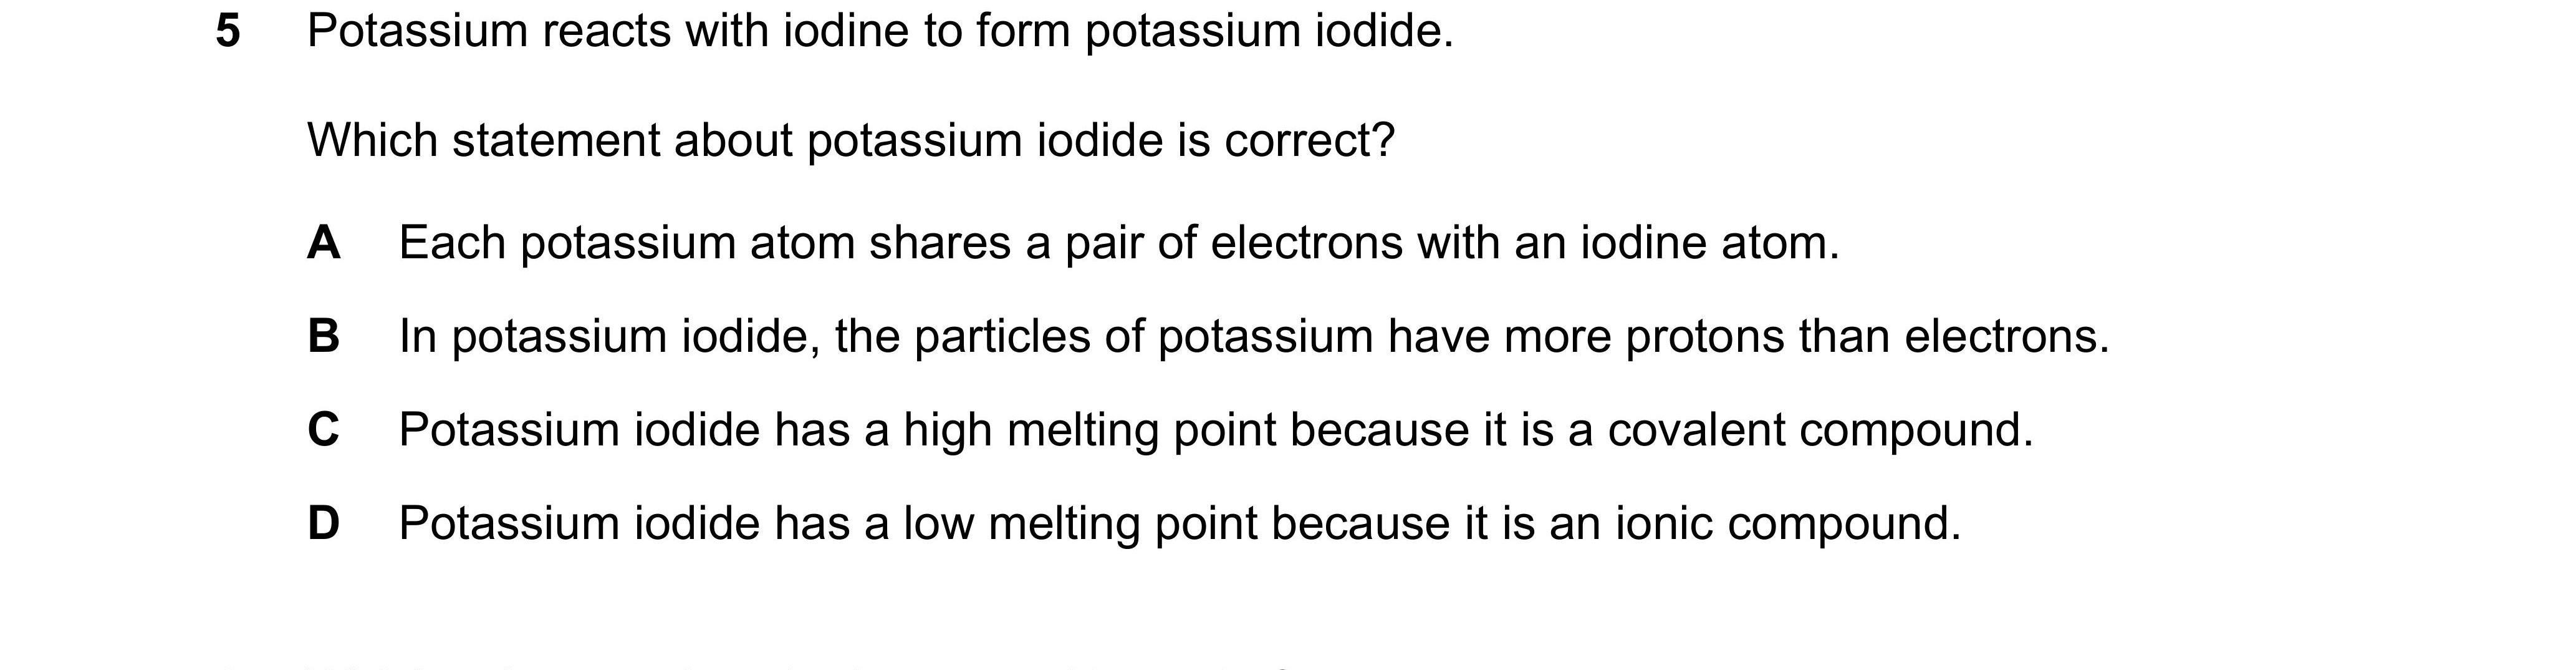 5 Potassium reacts with iodine to form potassium iodide.
Which statement about potassium iodide is correct?
A Each potassium atom shares a pair of electrons with an iodine atom.
B In potassium iodide, the particles of potassium have more protons than electrons.
C Potassium iodide has a high melting point because it is a covalent compound.
D Potassium iodide has a low melting point because it is an ionic compound.